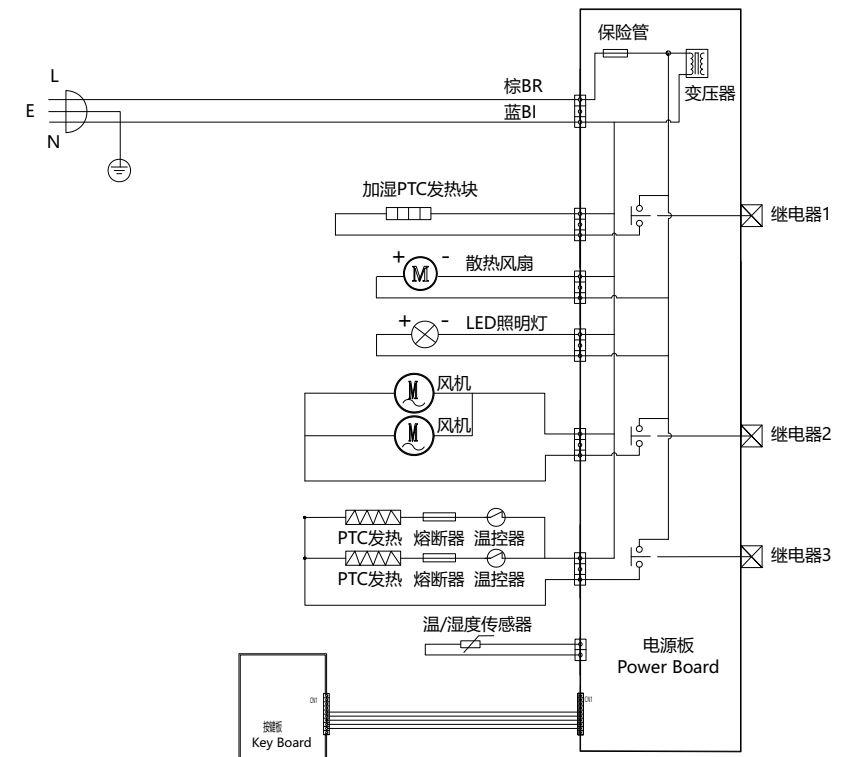 保险管
L
棕BR
变压器
E
蓝BI
N
加湿PTC发热块
继电器1
+
-
散热风扇
M
+
-
LED照明灯
M
风机
M
风机
继电器2
PTC发热
熔断器
温控器
继电器3
PTC发热
熔断器
温控器
温/湿度传感器
电源板
Power Board
CN1
CN1
按键板
Key Board